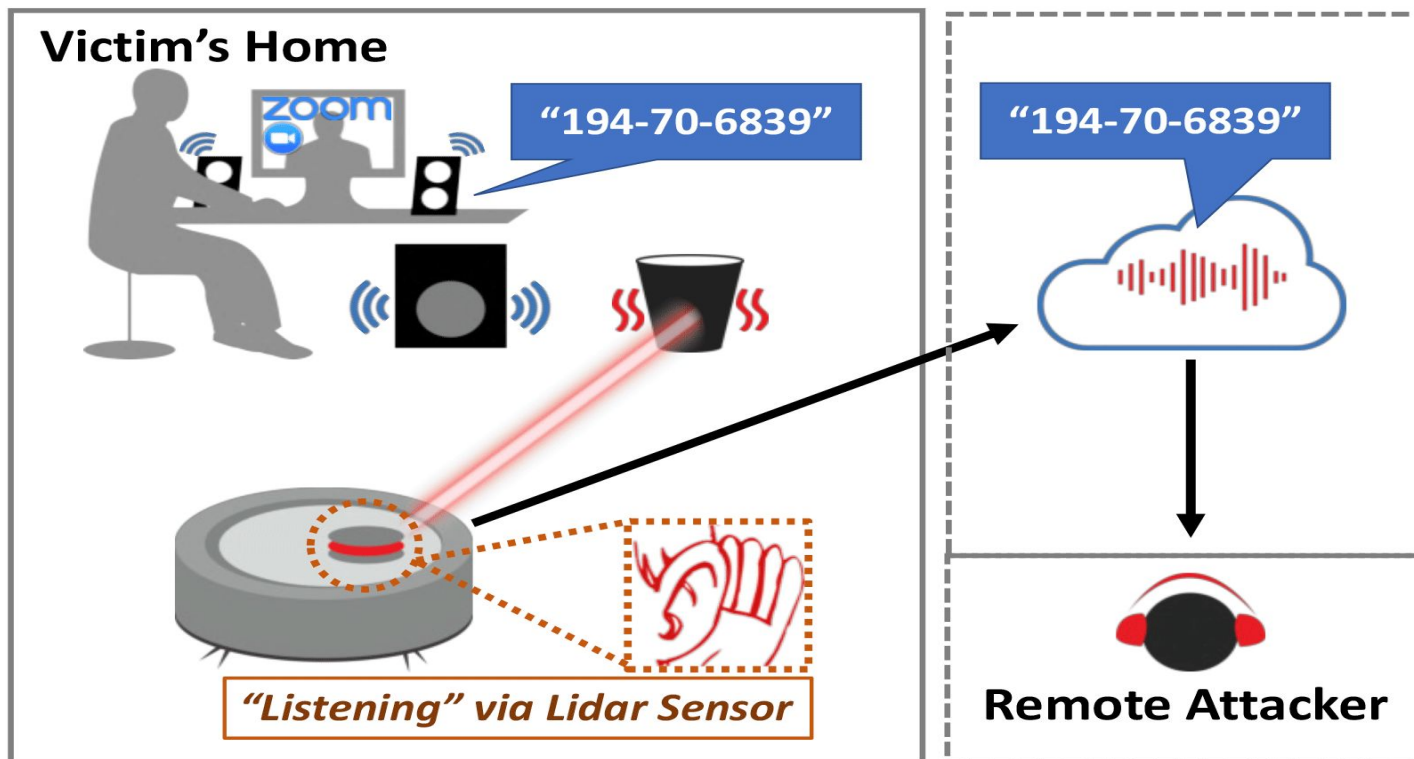 Victim's Home
zoom
“194-70-6839”
“194-70-6839”
“Listening” via Lidar Sensor
Remote Attacker